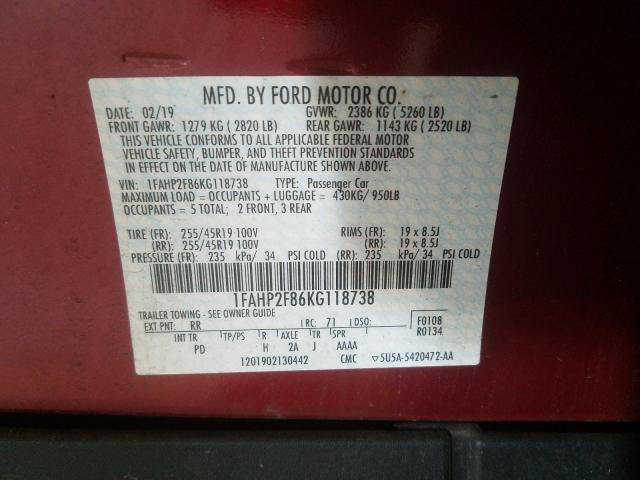 MFD. BY FORD MOTOR CO.
DATE: 02/19 GVWR: 2386 KG ( 5260 LB)
FRONT GAWR: 1279 KG ( 2820 LB) REAR GAWR: 1143 KG ( 2520 LB)
THIS VEHICLE CONFORMS TO ALL APPLICABLE FEDERAL MOTOR
VEHICLE SAFETY, BUMPER, AND THEFT PREVENTION STANDARDS
IN EFFECT ON THE DATE OF MANUFACTURE SHOWN ABOVE.
VIN: 1FAHP2F86KG118738 TYPE: Passenger Car
MAXIMUM LOAD = OCCUPANTS + LUGGAGE = 430KG/ 950LB
OCCUPANTS = 5 TOTAL; 2 FRONT, 3 REAR
TIRE (FR): 255/45R19 100V RIMS (FR): 19 x 8.5J
(RR): 255/45R19 100V (RR): 19 x 8.5J
PRESSURE (FR): 235 kPa/ 34 PSI COLD (RR): 235 kPa/ 34 PSI COLD
1FAHP2F86KG118738
TRAILER TOWING - SEE OWNER GUIDE
EXT PNT: RR RC: 71 DSO: F0108
INT TR TP/PS R AXLE TR SPR R0134
PD H 2A J AAAA
1201902130442 CMC ▽5U5A-5420472-AA